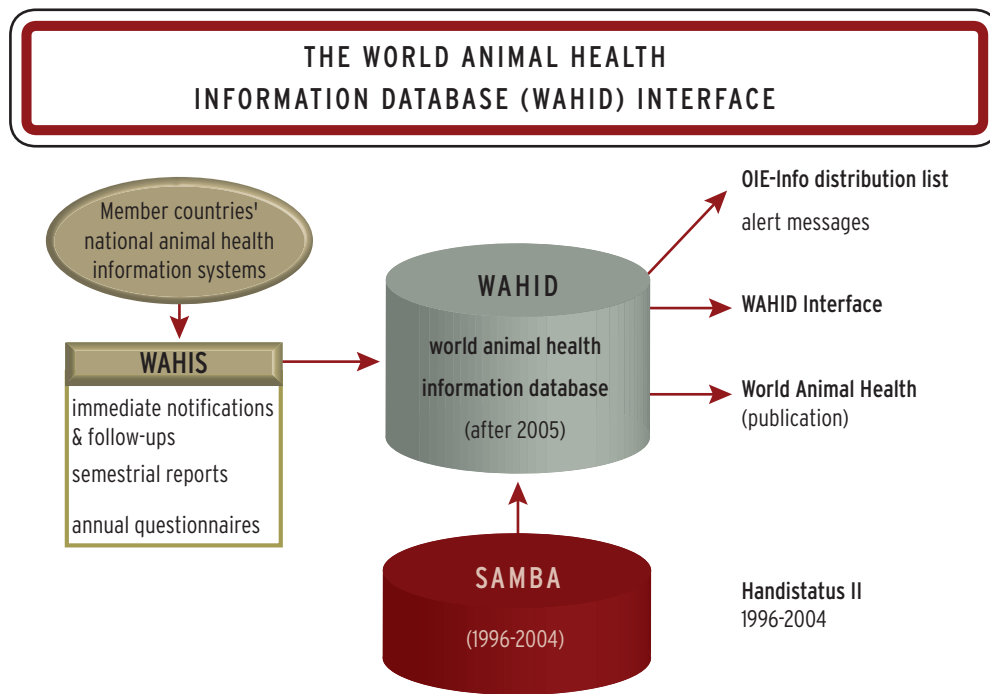 THE WORLD ANIMAL HEALTH
INFORMATION DATABASE (WAHID) INTERFACE
Member countries'
national animal health
information systems
WAHIS
immediate notifications
& follow-ups
semestrial reports
annual questionnaires
WAHID
world animal health
information database
(after 2005)
SAMBA
(1996-2004)
OIE-Info distribution list
alert messages
WAHID Interface
World Animal Health
(publication)
Handistatus II
1996-2004